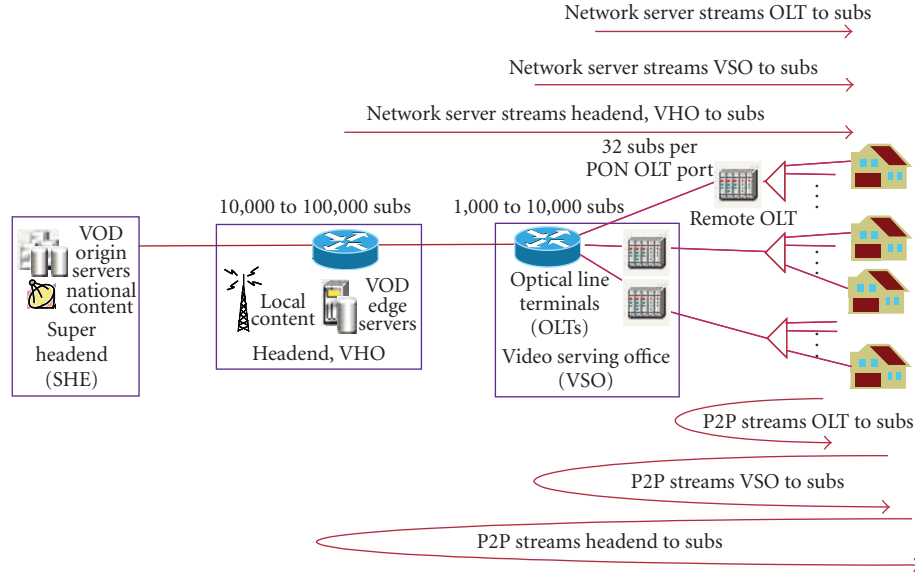 Network server streams OLT to subs
Network server streams VSO to subs
Network server streams headend, VHO to subs
32 subs per
PON OLT port
10,000 to 100,000 subs
1,000 to 10,000 subs
Remote OLT
VOD
origin
servers
national
content
Super
headend
(SHE)
Local
content
VOD
edge
servers
Headend, VHO
Optical line
terminals
(OLTs)
Video serving office
(VSO)
P2P streams OLT to subs
P2P streams VSO to subs
P2P streams headend to subs